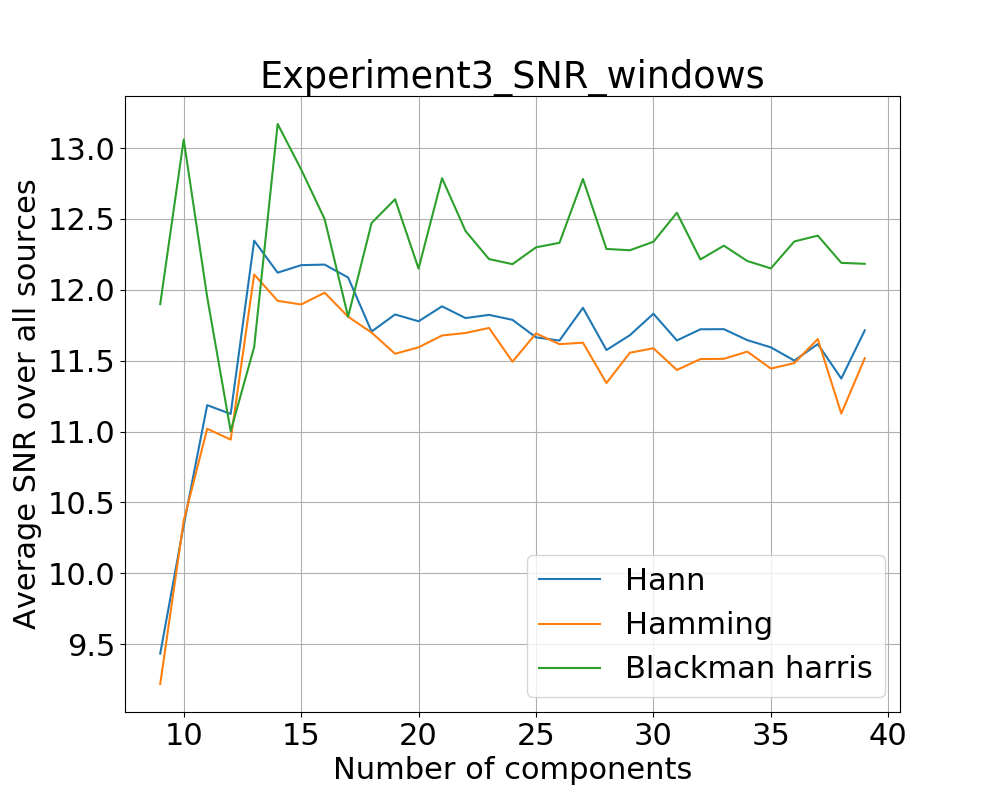 Experiment3_SNR_windows
Average SNR over all sources
13.0
12.5
12.0
11.5
11.0
10.5
10.0
9.5
Hann
Hamming
Blackman harris
10 15 20 25 30 35 40
Number of components